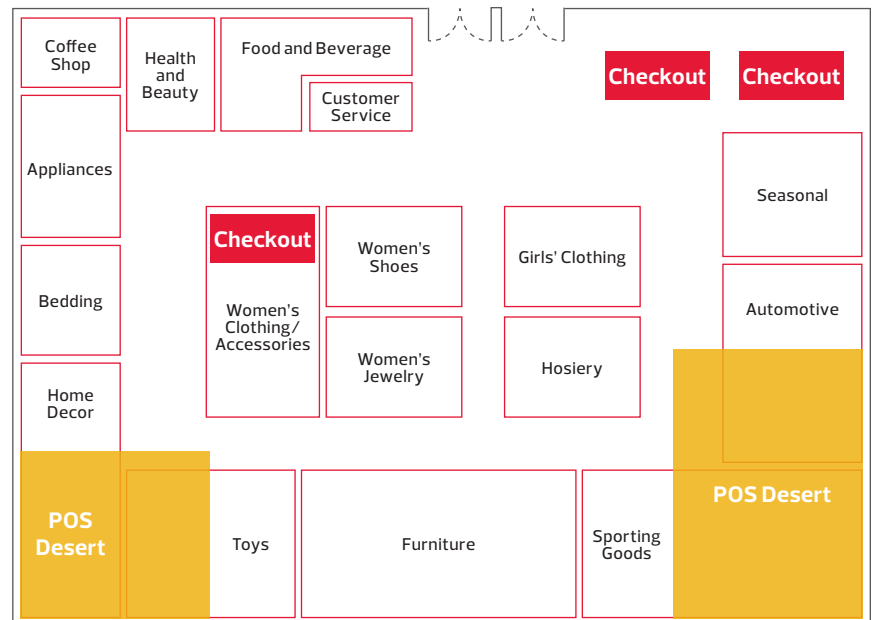 Coffee
Shop
Health
and
Beauty
Food and Beverage
Customer
Service
Checkout
Checkout
Appliances
Seasonal
Checkout
Women's
Clothing/
Accessories
Women's
Shoes
Girls' Clothing
Bedding
Automotive
Women's
Jewelry
Hosiery
Home
Decor
POS
Desert
Toys
Furniture
Sporting
Goods
POS Desert